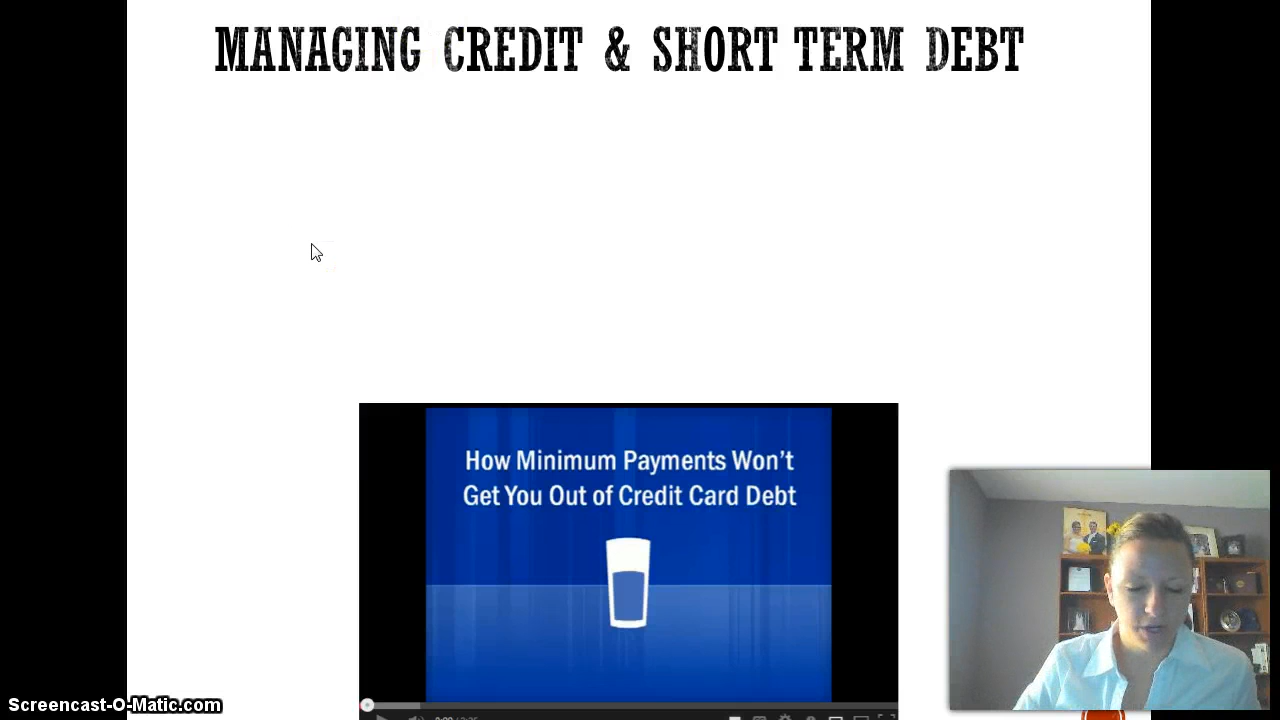 MANAGING CREDIT & SHORT TERM DEBT
How Minimum Payments Won't
Get You Out of Credit Card Debt
Screencast-O-Matic.com